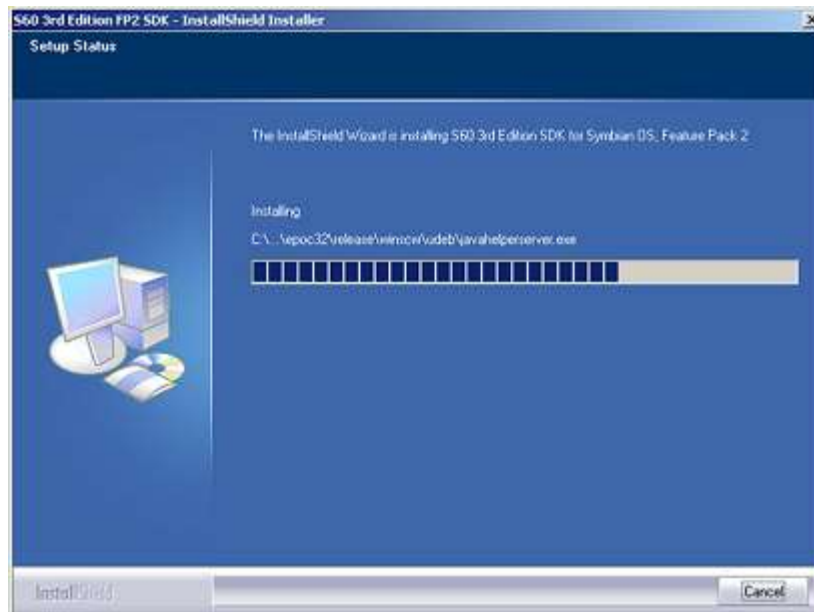 S60 3rd Edition FP2 SDK - InstallShield Installer
Setup Status
The InstallShield Wizard is installing S60 3rd Edition SDK for Symbian OS, Feature Pack 2
Installing
C:\...\epoc32\release\winscw\udeb\javahelperserver.exe
InstallShield
Cancel